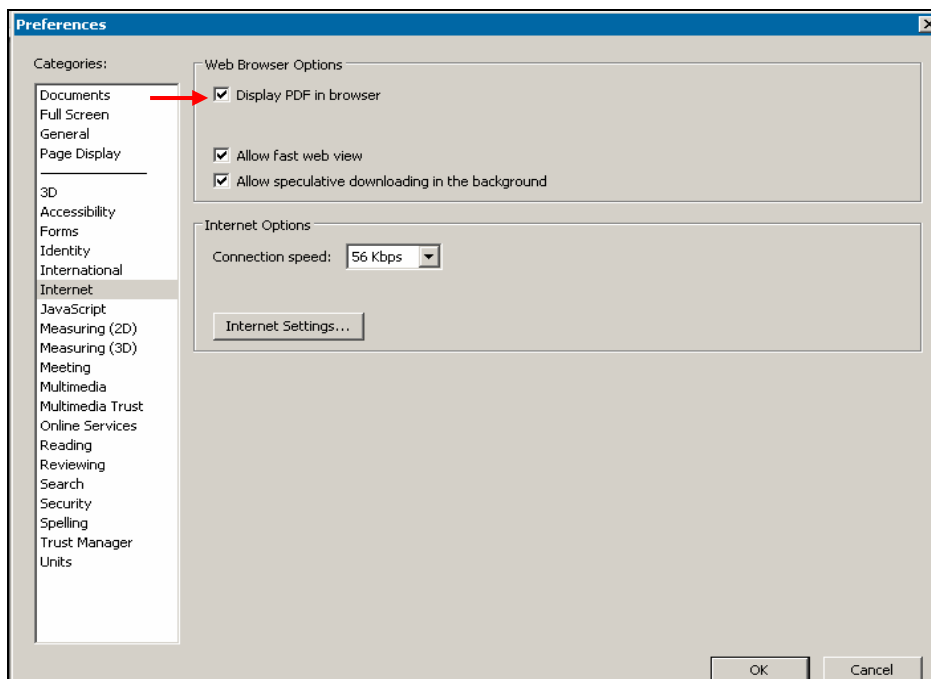 Preferences
Categories:
Documents
Full Screen
General
Page Display
3D
Accessibility
Forms
Identity
International
Internet
JavaScript
Measuring (2D)
Measuring (3D)
Meeting
Multimedia
Multimedia Trust
Online Services
Reading
Reviewing
Search
Security
Spelling
Trust Manager
Units
Web Browser Options
Display PDF in browser
Allow fast web view
Allow speculative downloading in the background
Internet Options
Connection speed: 56 Kbps
Internet Settings...
OK Cancel